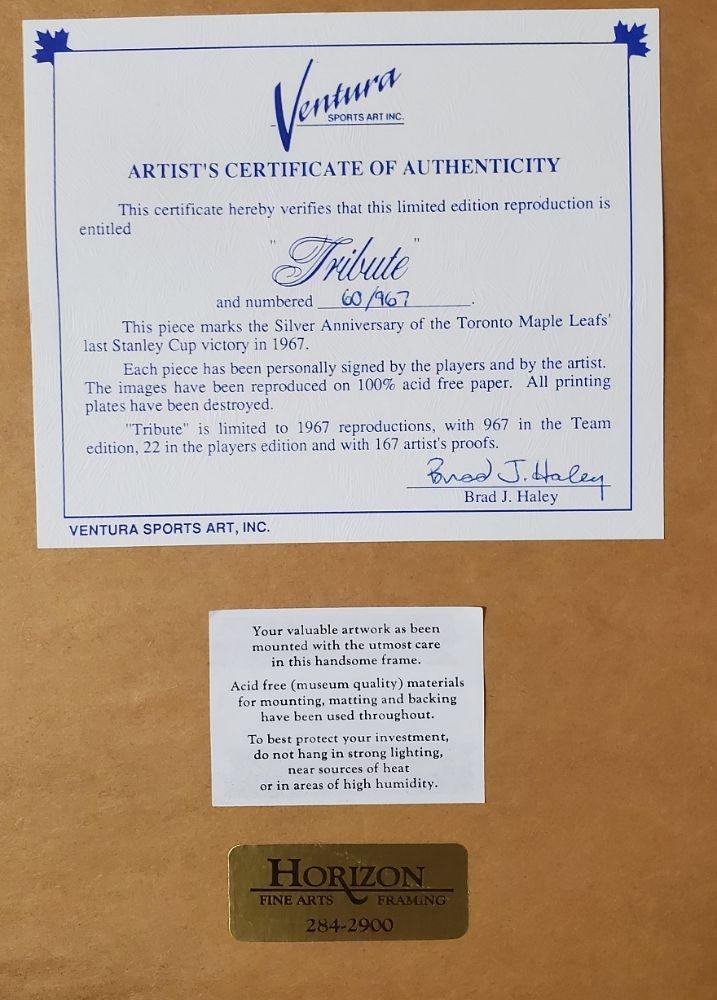 Ventura
SPORTS ART INC.
ARTIST'S CERTIFICATE OF AUTHENTICITY
This certificate hereby verifies that this limited edition reproduction is
entitled
"Tribute"
and numbered 60/967.
This piece marks the Silver Anniversary of the Toronto Maple Leafs'
last Stanley Cup victory in 1967.
Each piece has been personally signed by the players and by the artist.
The images have been reproduced on 100% acid free paper. All printing
plates have been destroyed.
"Tribute" is limited to 1967 reproductions, with 967 in the Team
edition, 22 in the players edition and with 167 artist's proofs.
Brad J. Haley
Brad J. Haley
VENTURA SPORTS ART, INC.
Your valuable artwork as been
mounted with the utmost care
in this handsome frame.
Acid free (museum quality) materials
for mounting, matting and backing
have been used throughout.
To best protect your investment,
do not hang in strong lighting,
near sources of heat
or in areas of high humidity.
HORIZON
FINE ARTS FRAMING
284-2900